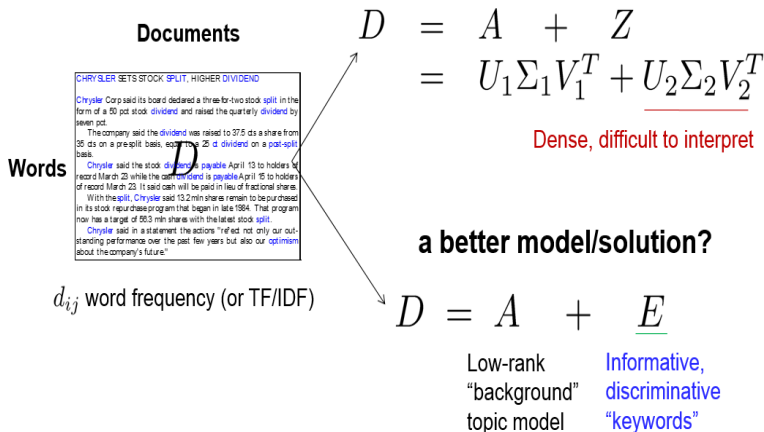 Documents
Words
CHRYSLER SETS STOCK SPLIT, HIGHER DIVIDEND
Chrysler Corp said its board declared a three-for-two stock split in the
form of a 50 pct stock dividend and raised the quarterly dividend by
seven pct.
The company said the dividend was raised to 37.5 cts a share from
35 cts on a pre-split basis, equal to a 25 ct dividend on a post-split
basis.
Chrysler said the stock dividend is payable April 13 to holders of
record March 23 while the cash dividend is payable April 15 to holders
of record March 23. It said cash will be paid in lieu of fractional shares.
With the split, Chrysler said 13.2 mln shares remain to be purchased
in its stock repurchase program that began in late 1984. That program
now has a target of 56.3 mln shares with the latest stock split.
Chrysler said in a statement the actions "reflect not only our out-
standing performance over the past few years but also our optimism
about the company's future."
D
d_{ij} word frequency (or TF/IDF)
D = A + Z
= U_1Σ_1V_1^T + U_2Σ_2V_2^T
Dense, difficult to interpret
a better model/solution?
D = A + E
Low-rank
“background”
topic model
Informative,
discriminative
“keywords”